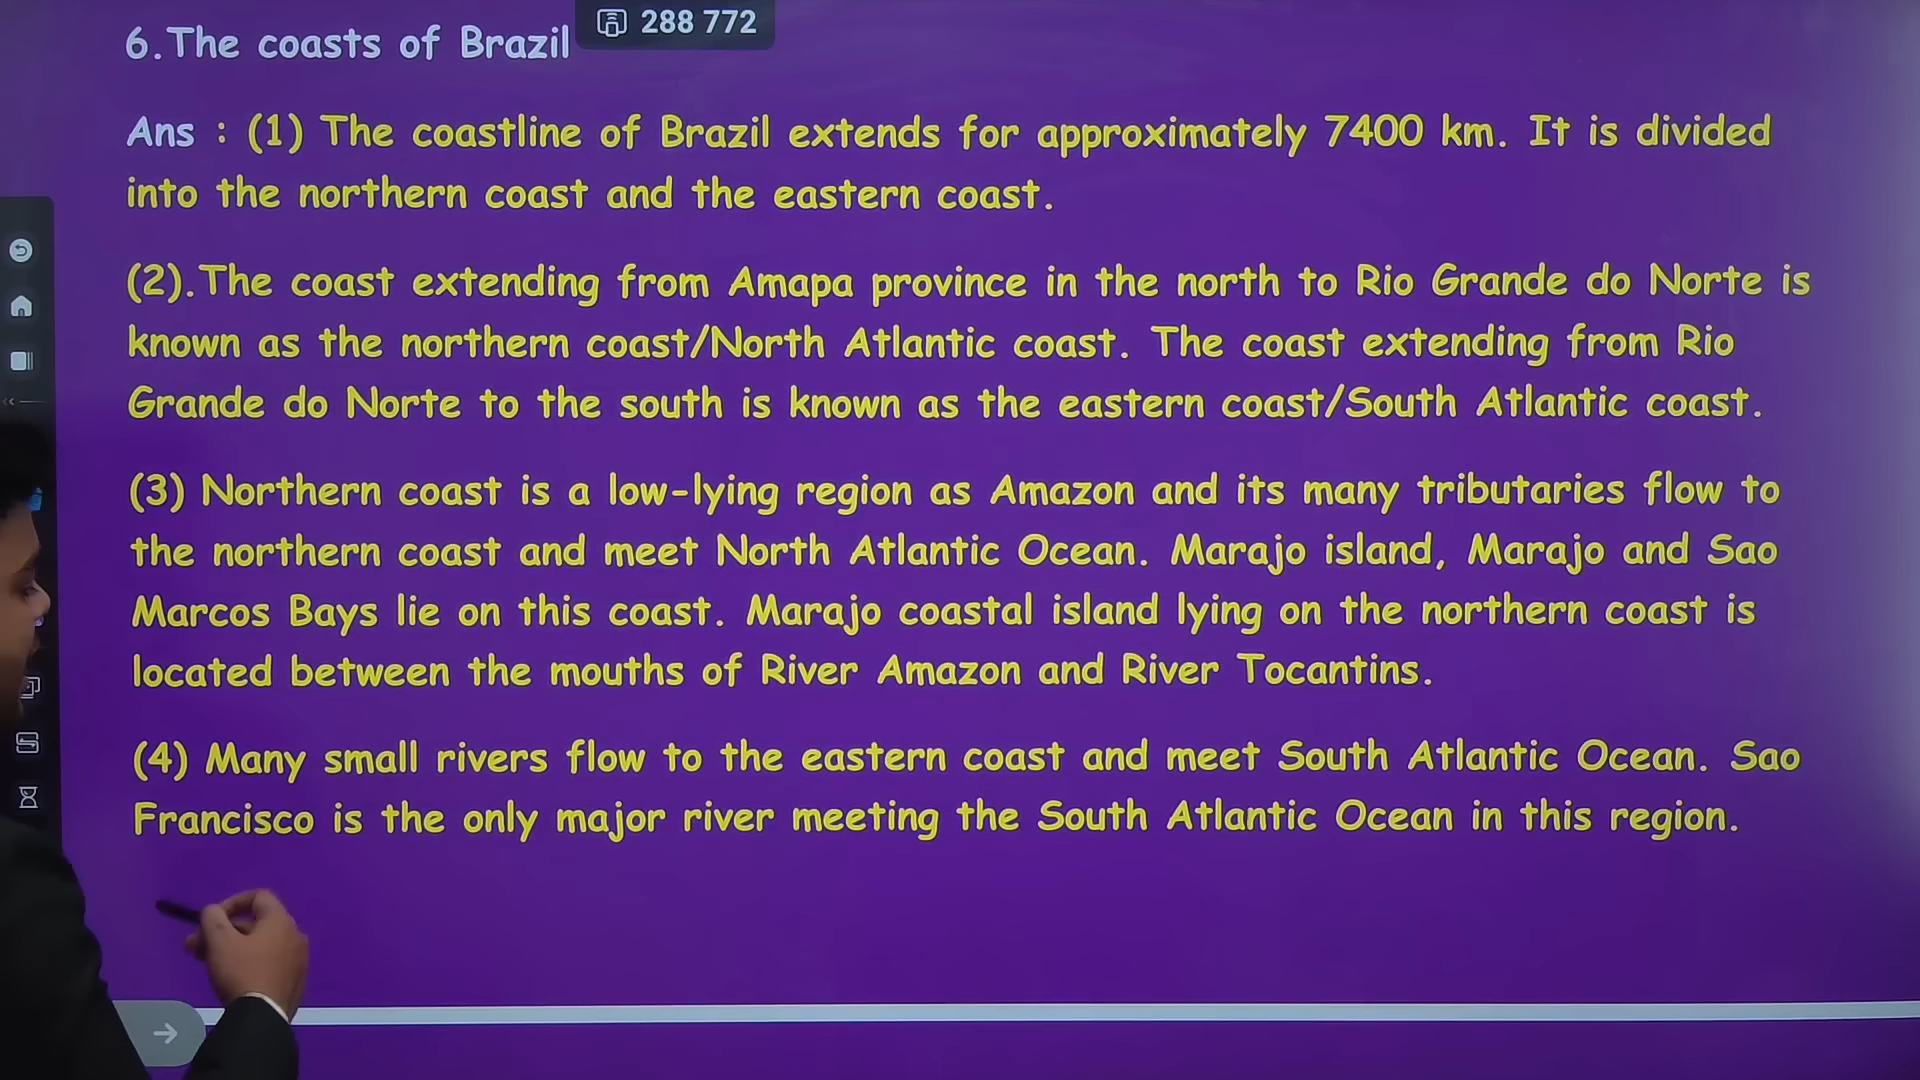 288 772
6.The coasts of Brazil
Ans : (1) The coastline of Brazil extends for approximately 7400 km. It is divided
into the northern coast and the eastern coast.
(2).The coast extending from Amapa province in the north to Rio Grande do Norte is
known as the northern coast/North Atlantic coast. The coast extending from Rio
Grande do Norte to the south is known as the eastern coast/South Atlantic coast.
(3) Northern coast is a low-lying region as Amazon and its many tributaries flow to
the northern coast and meet North Atlantic Ocean. Marajo island, Marajo and Sao
Marcos Bays lie on this coast. Marajo coastal island lying on the northern coast is
located between the mouths of River Amazon and River Tocantins.
(4) Many small rivers flow to the eastern coast and meet South Atlantic Ocean. Sao
Francisco is the only major river meeting the South Atlantic Ocean in this region.